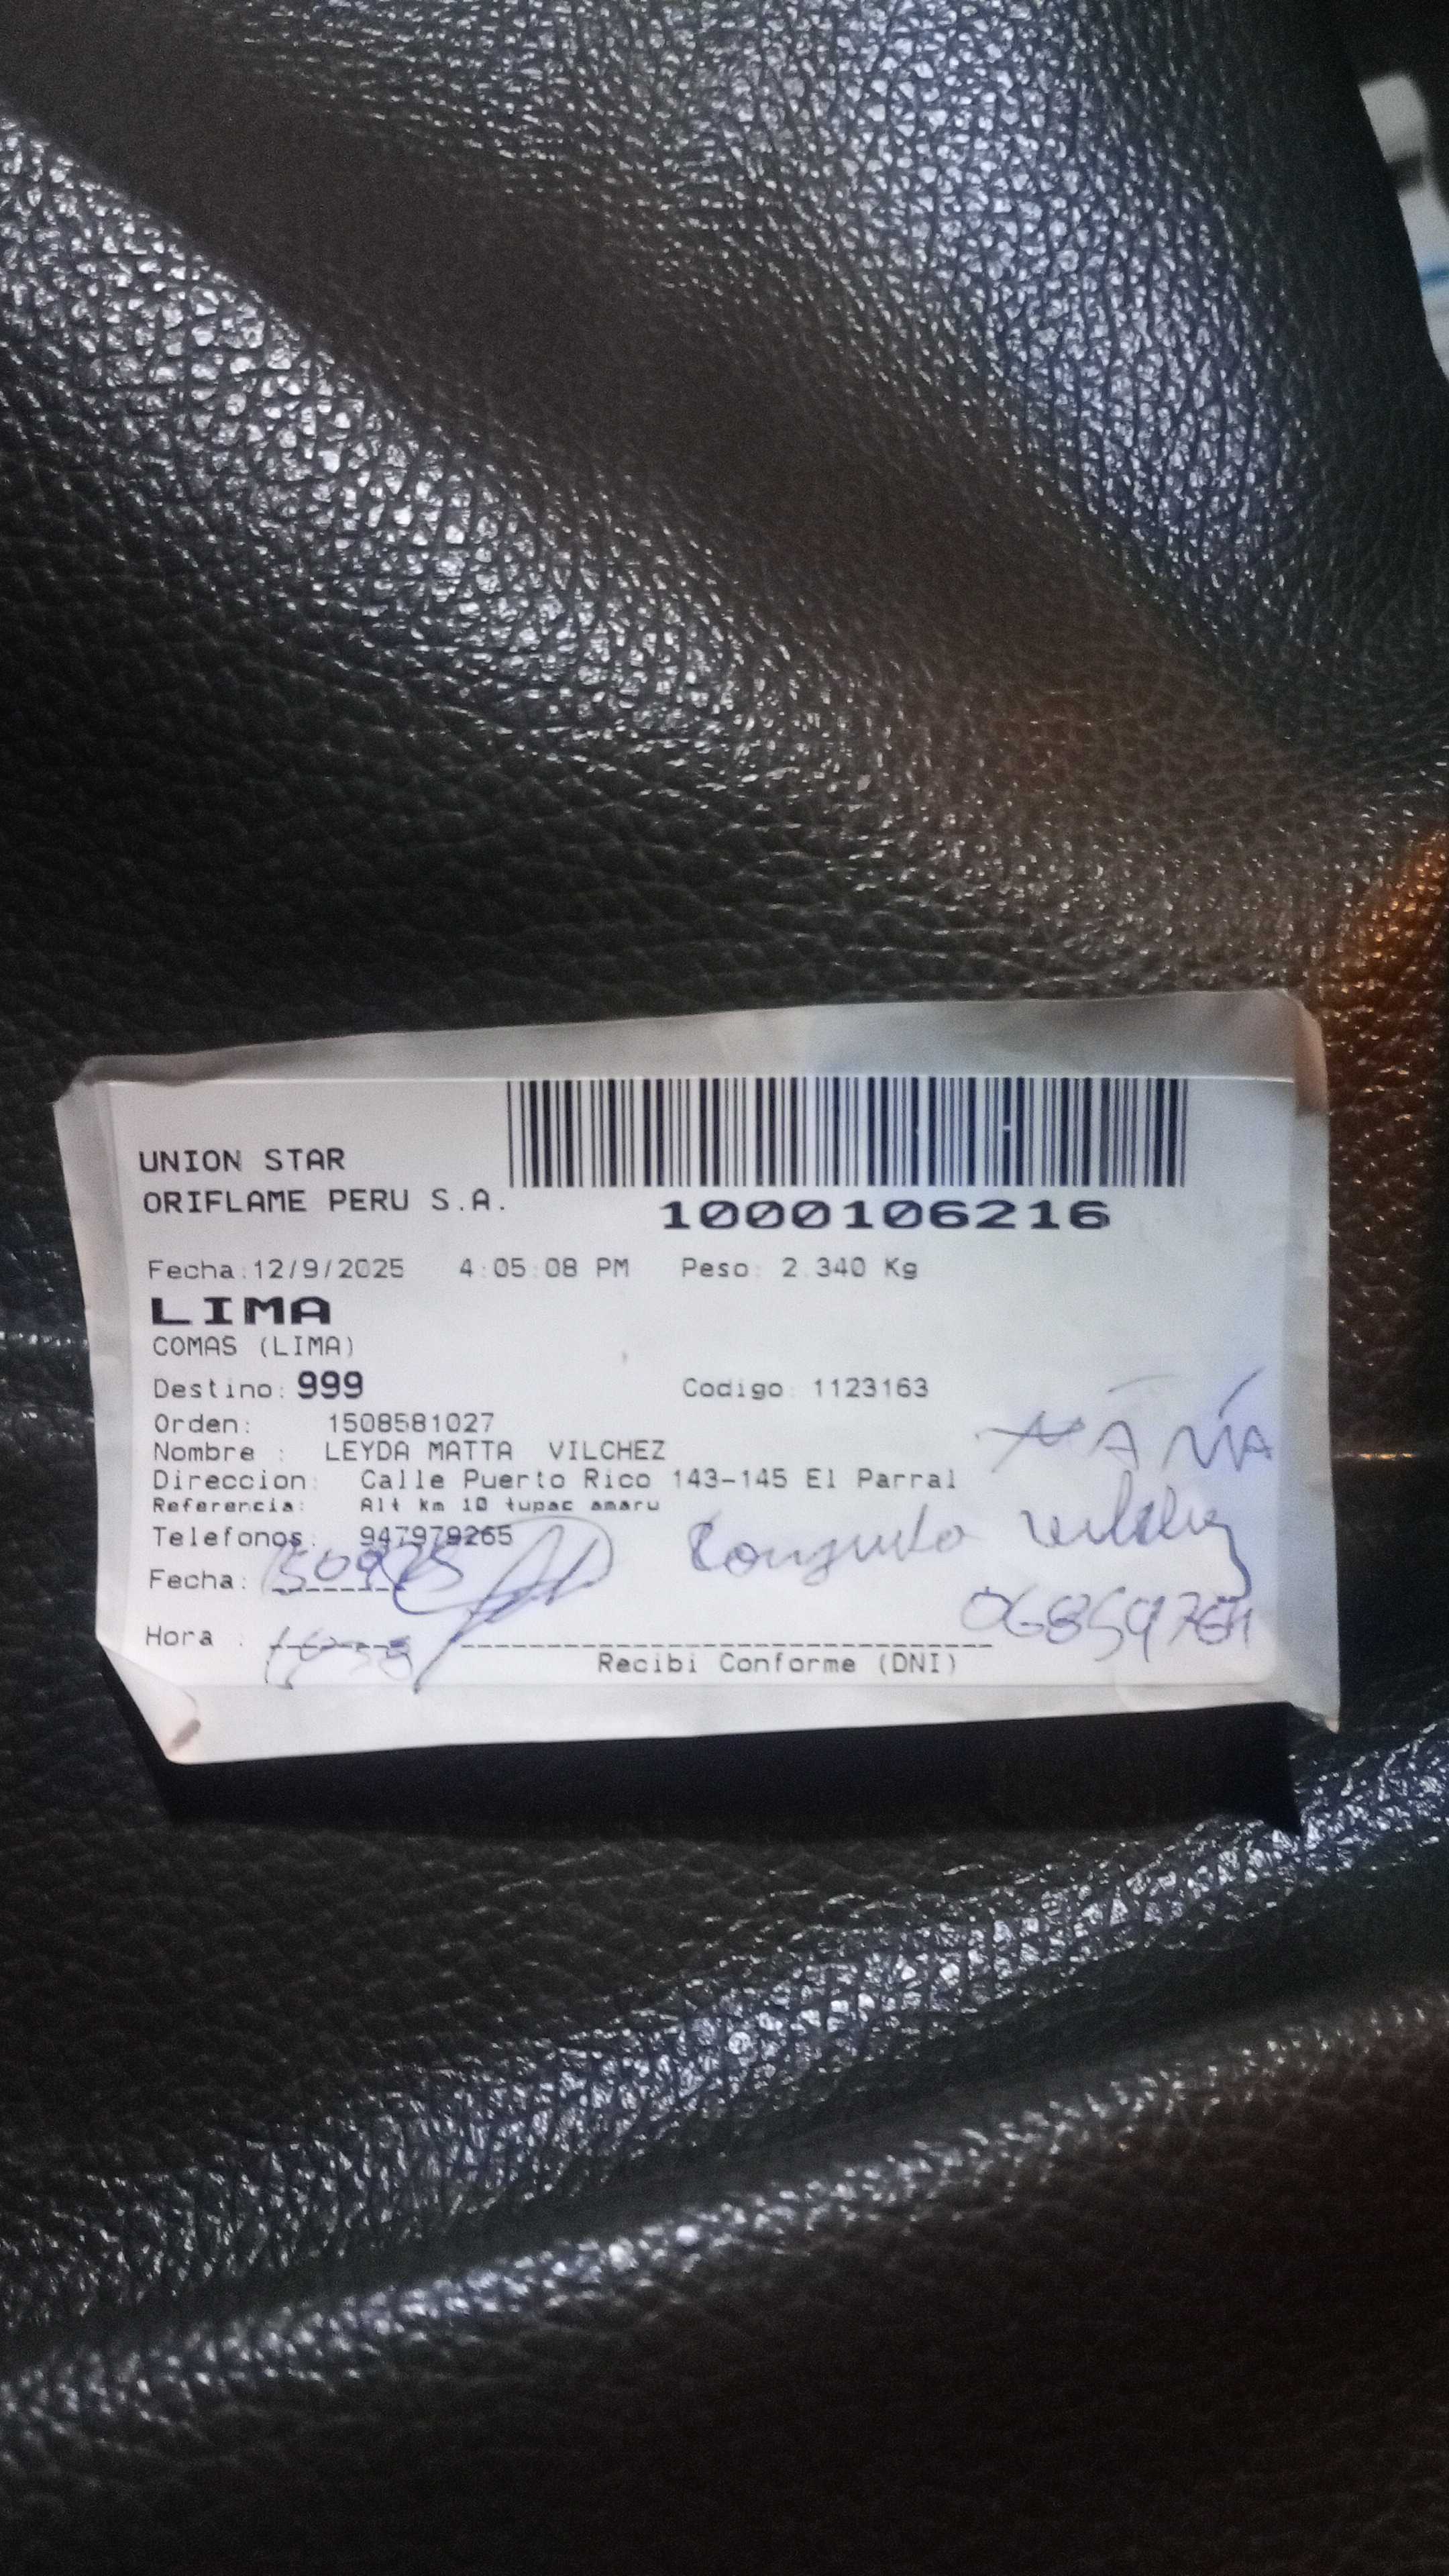 UNION STAR
ORIFLAME PERU S.A.
1000106216
Fecha:12/9/2025 4:05:08 PM Peso: 2.340 Kg
LIMA
COMAS (LIMA)
Destino: 999 Codigo: 1123163
Orden: 1508581027
Nombre : LEYDA MATTA VILCHEZ
MARÍA
Direccion: Calle Puerto Rico 143-145 El Parral
Referencia: Alt km 10 tupac amaru
Telefonos: 947979265
Fecha: 150925
Hora :
Recibi Conforme (DNI)